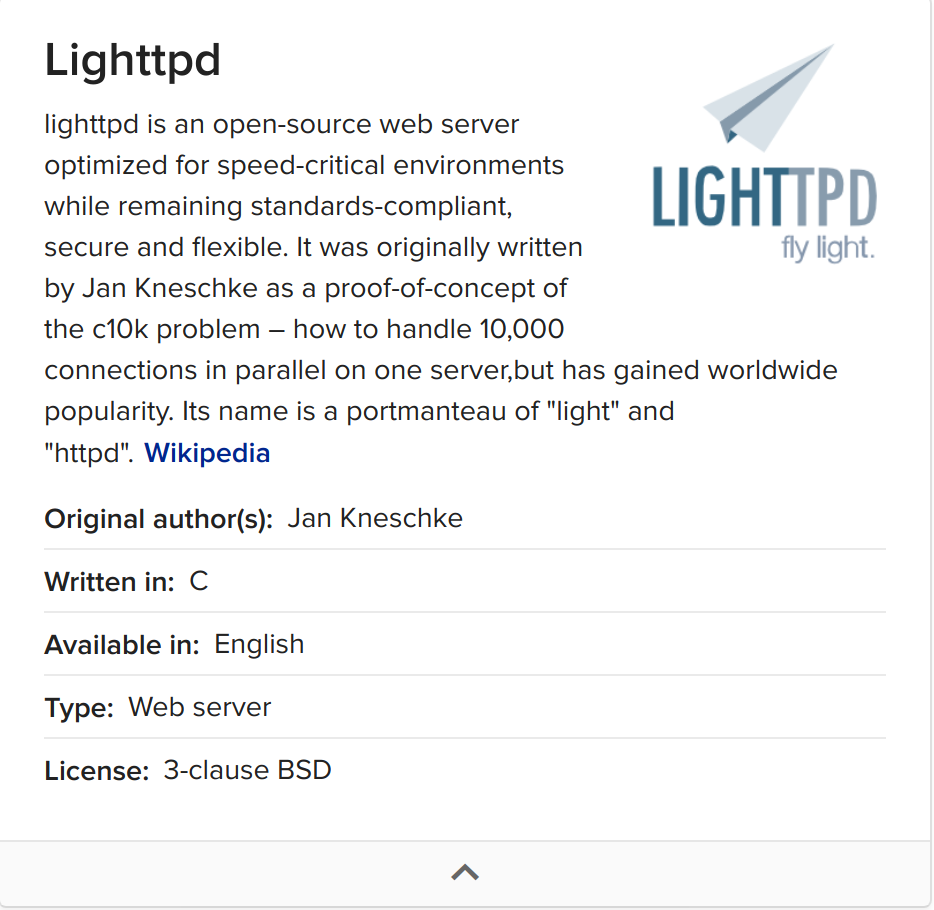 Lighttpd
lighttpd is an open-source web server
optimized for speed-critical environments
while remaining standards-compliant,
secure and flexible. It was originally written
by Jan Kneschke as a proof-of-concept of
the c10k problem – how to handle 10,000
connections in parallel on one server,but has gained worldwide
popularity. Its name is a portmanteau of "light" and
"httpd". Wikipedia
LIGHTTPD
fly light.
Original author(s): Jan Kneschke
Written in: C
Available in: English
Type: Web server
License: 3-clause BSD